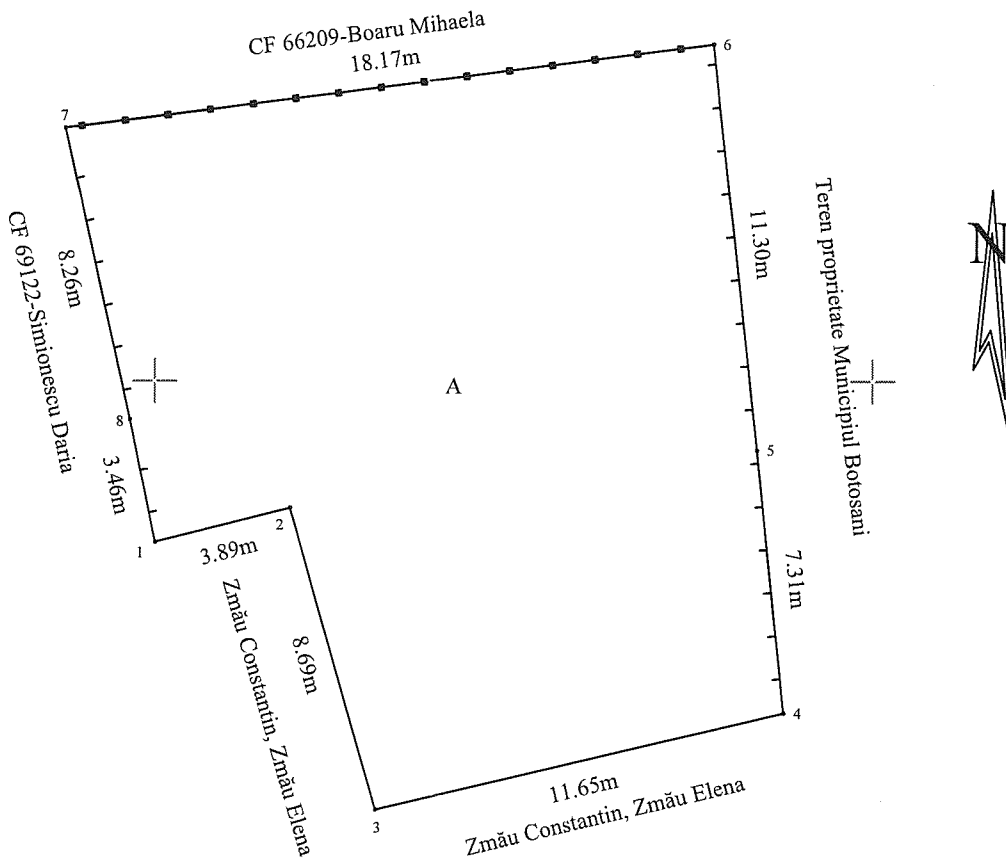 CF 66209-Boaru Mihaela
18.17m
6
7
11.30m
Teren proprietate Municipiul Botosani
N
CF 69122-Simionescu Daria
8.26m
A
8
3.46m
5
1
2
3.89m
7.31m
Zmău Constantin, Zmău Elena
8.69m
4
11.65m
3
Zmău Constantin, Zmău Elena